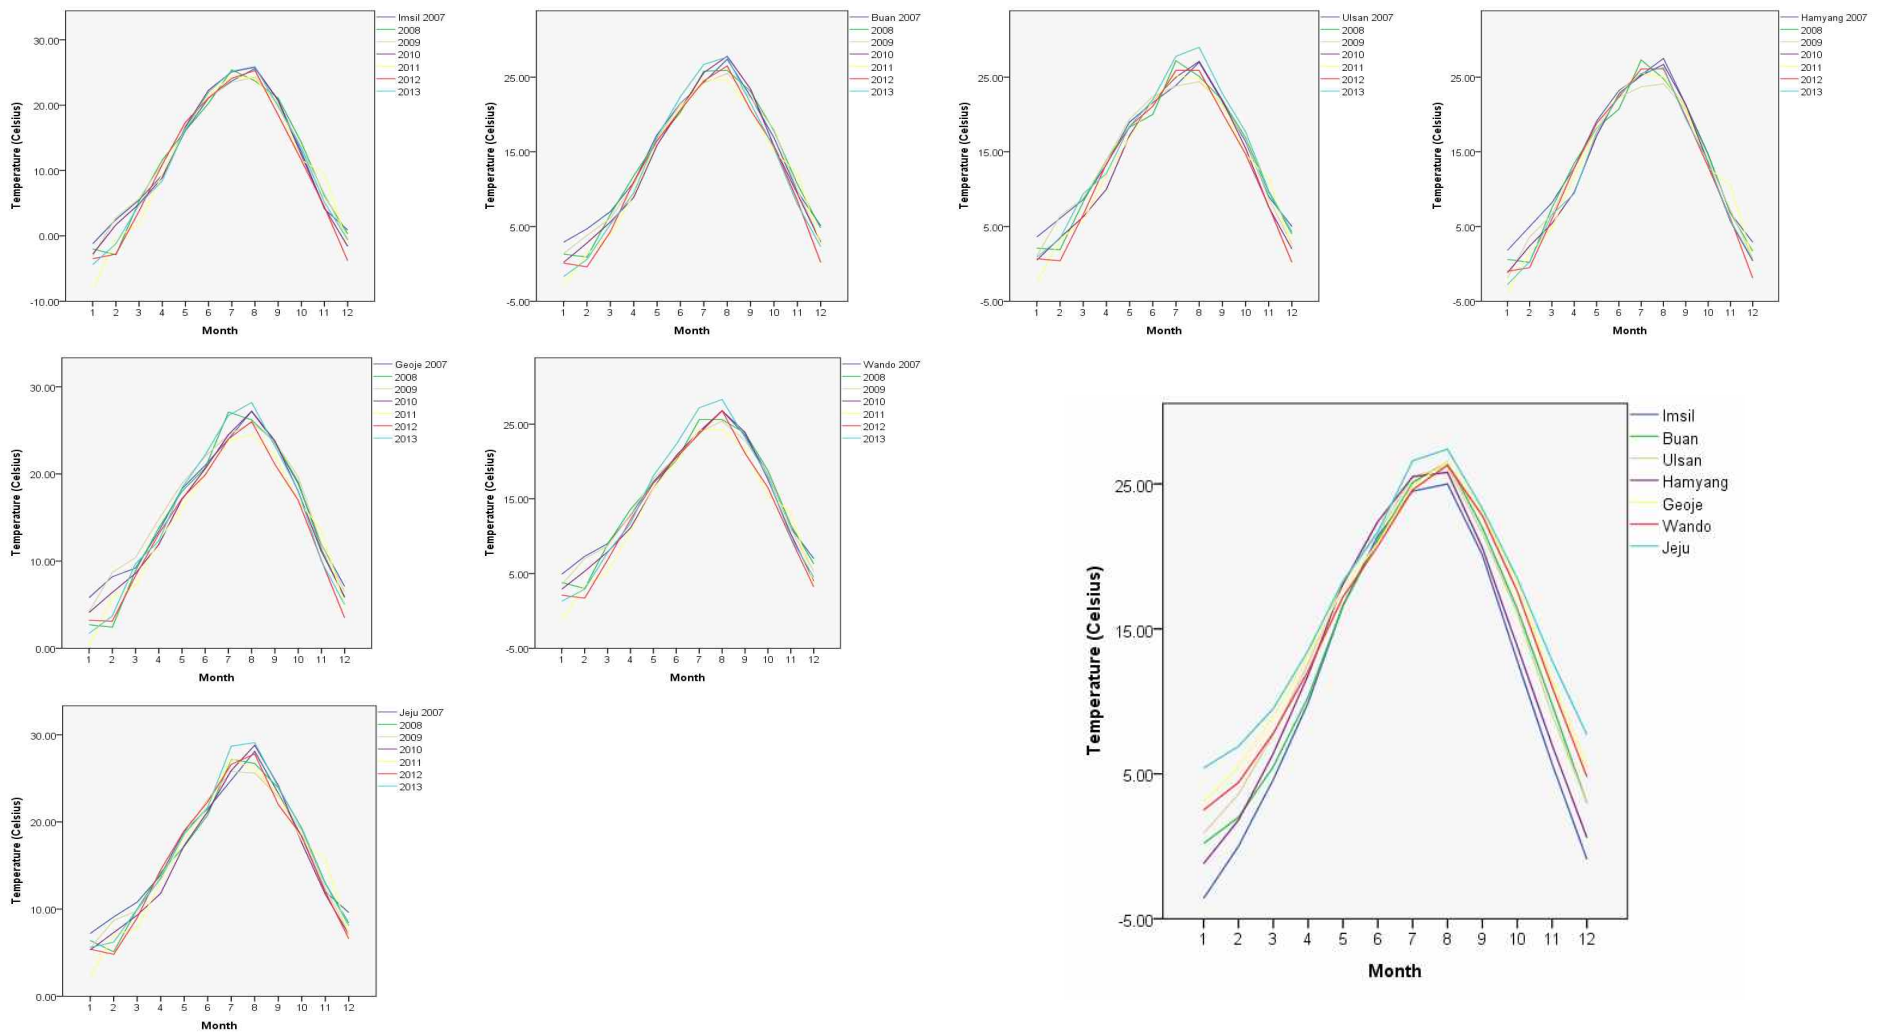 Imsil 2007
2008
2009
2010
2011
2012
2013
30.00
20.00
10.00
0.00
-10.00
Temperature (Celsius)
1 2 3 4 5 6 7 8 9 10 11 12
Month
Buan 2007
2008
2009
2010
2011
2012
2013
25.00
15.00
5.00
-5.00
Temperature (Celsius)
1 2 3 4 5 6 7 8 9 10 11 12
Month
Ulsan 2007
2008
2009
2010
2011
2012
2013
25.00
15.00
5.00
-5.00
Temperature (Celsius)
1 2 3 4 5 6 7 8 9 10 11 12
Month
Hamyang 2007
2008
2009
2010
2011
2012
2013
25.00
15.00
5.00
-5.00
Temperature (Celsius)
1 2 3 4 5 6 7 8 9 10 11 12
Month
Geoje 2007
2008
2009
2010
2011
2012
2013
30.00
20.00
10.00
0.00
Temperature (Celsius)
1 2 3 4 5 6 7 8 9 10 11 12
Month
Wando 2007
2008
2009
2010
2011
2012
2013
25.00
15.00
5.00
-5.00
Temperature (Celsius)
1 2 3 4 5 6 7 8 9 10 11 12
Month
Imsil
Buan
Ulsan
Hamyang
Geoje
Wando
Jeju
25.00
15.00
5.00
-5.00
Temperature (Celsius)
1 2 3 4 5 6 7 8 9 10 11 12
Month
Jeju 2007
2008
2009
2010
2011
2012
2013
30.00
20.00
10.00
0.00
Temperature (Celsius)
1 2 3 4 5 6 7 8 9 10 11 12
Month